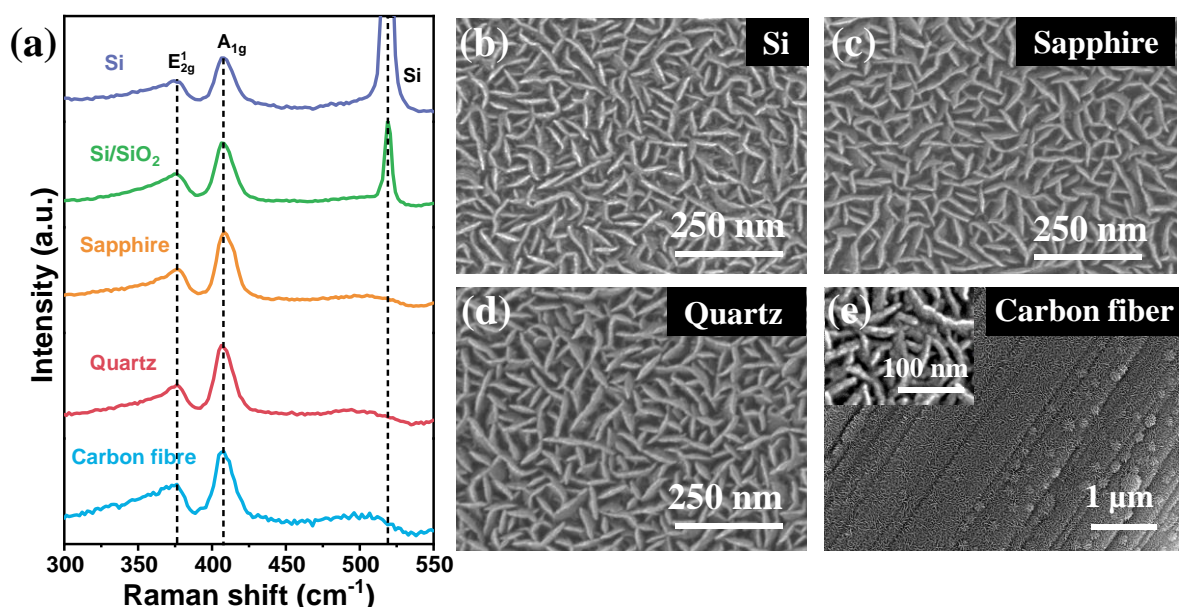 (a)
Si
E¹₂g
A₁g
Si
Si/SiO₂
Sapphire
Quartz
Carbon fibre
Intensity (a.u.)
300 350 400 450 500 550
Raman shift (cm⁻¹)
(b)
Si
250 nm
(c)
Sapphire
250 nm
(d)
Quartz
250 nm
(e)
Carbon fiber
100 nm
1 μm